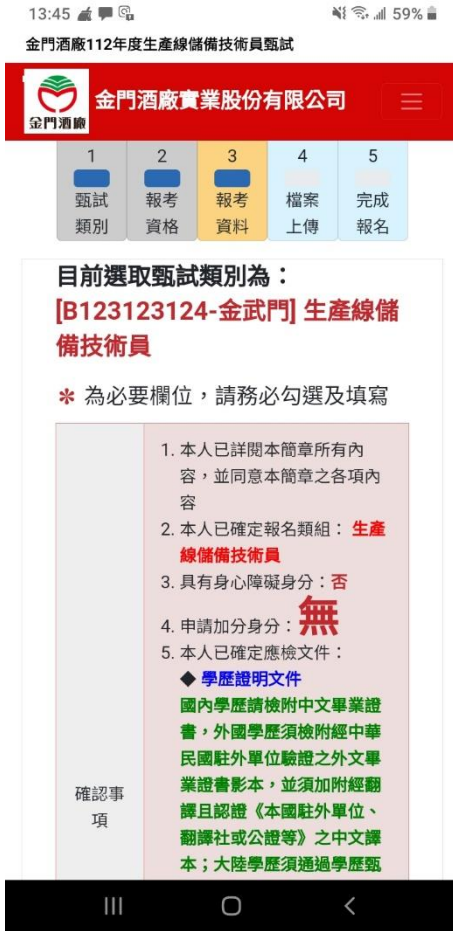 13:45
59%
金門酒廠112年度生產線儲備技術員甄試
金門酒廠
金門酒廠實業股份有限公司
1 2 3 4 5
甄試 報考 報考 檔案 完成
類別 資格 資料 上傳 報名
目前選取甄試類別為：
[B123123124-金武門] 生產線儲
備技術員
* 為必要欄位，請務必勾選及填寫
確認事
項
1. 本人已詳閱本簡章所有內
容，並同意本簡章之各項內
容
2. 本人已確定報名類組： 生產
線儲備技術員
3. 具有身心障礙身分：否
4. 申請加分身分：無
5. 本人已確定應檢文件：
◆ 學歷證明文件
國內學歷請檢附中文畢業證
書，外國學歷須檢附經中華
民國駐外單位驗證之外文畢
業證書影本，並須加附經翻
譯且認證《本國駐外單位、
翻譯社或公證等》之中文譯
本；大陸學歷須通過學歷甄